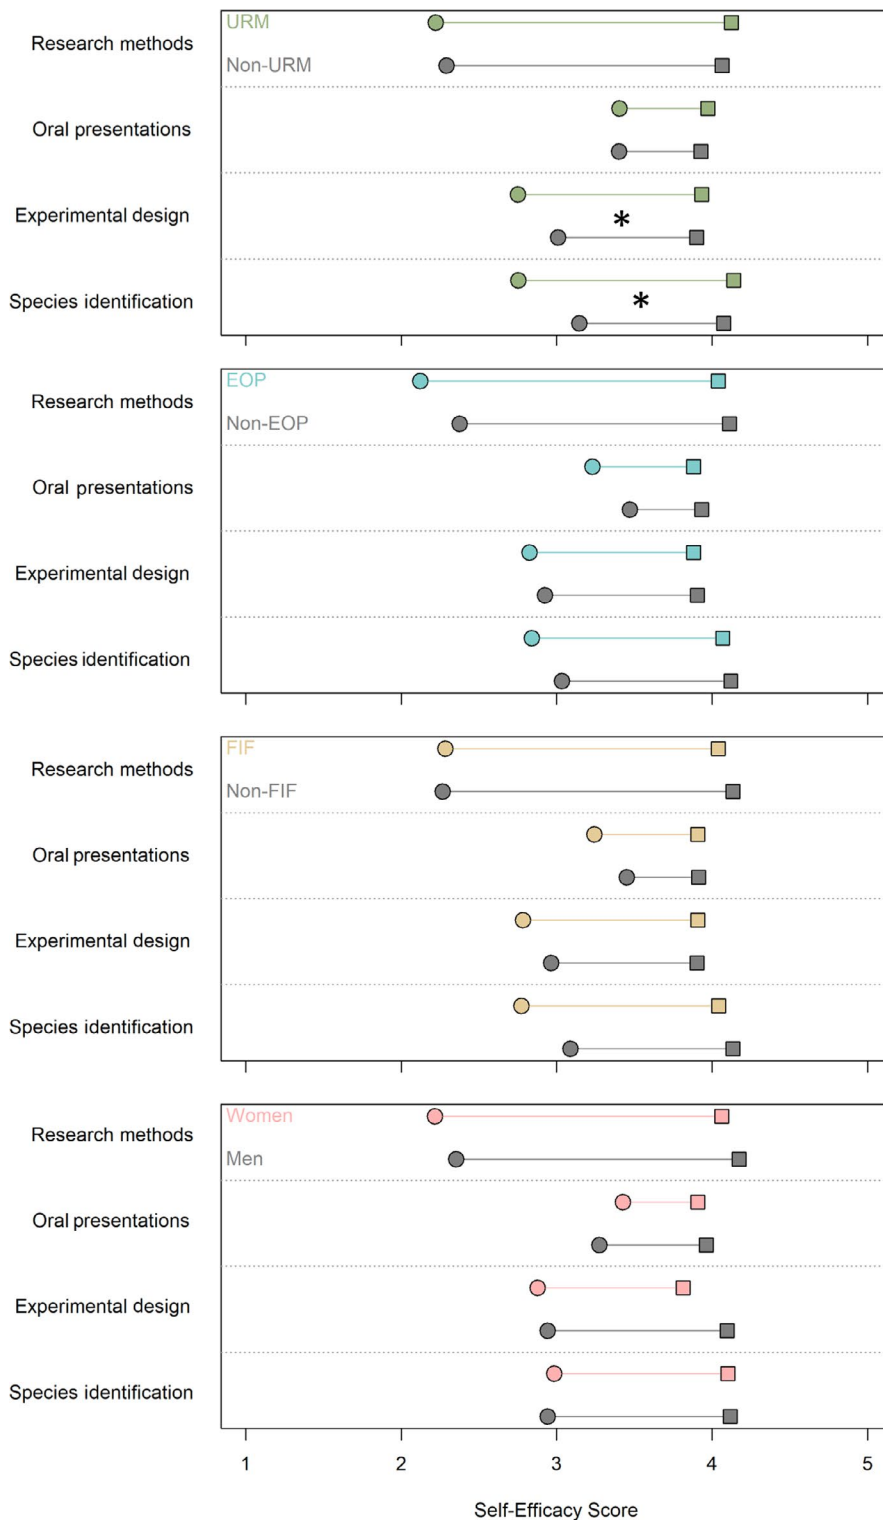 URM
Research methods
Non-URM
Oral presentations
Experimental design
*
Species identification
*
EOP
Research methods
Non-EOP
Oral presentations
Experimental design
Species identification
FIF
Research methods
Non-FIF
Oral presentations
Experimental design
Species identification
Women
Research methods
Men
Oral presentations
Experimental design
Species identification
1 2 3 4 5
Self-Efficacy Score